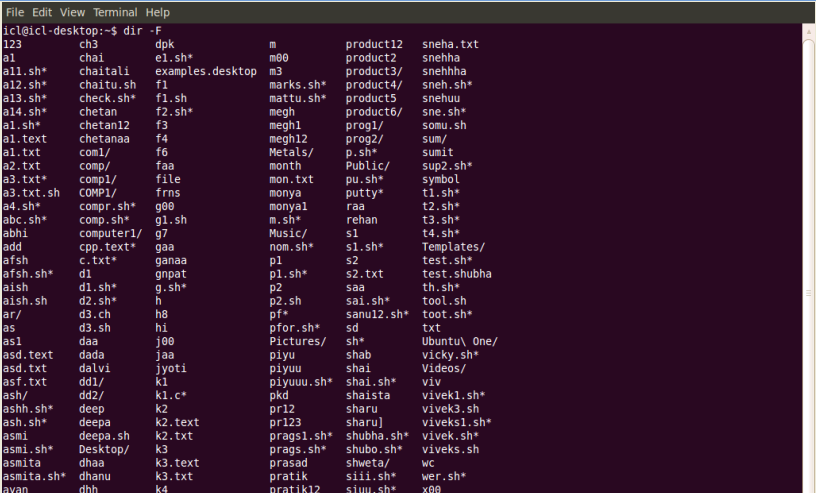 File Edit View Terminal Help
icl@icl-desktop:~$ dir -F
123 ch3 dpk m product12 sneha.txt
a1 chai e1.sh* m00 product2 snehha
a11.sh* chaitali examples.desktop m3 product3/ snehhha
a12.sh* chaitu.sh f1 marks.sh* product4/ sneh.sh*
a13.sh* check.sh* f1.sh mattu.sh* product5 snehuu
a14.sh* chetan f2.sh* megh product6/ sne.sh*
a1.sh* chetan12 f3 megh1 prog1/ somu.sh
a1.text chetanaa f4 megh12 prog2/ sum/
a1.txt com1/ f6 Metals/ p.sh* sumit
a2.txt comp/ faa month Public/ sup2.sh*
a3.txt* comp1/ file mon.txt pu.sh* symbol
a3.txt.sh COMP1/ frns monya putty* t1.sh*
a4.sh* compr.sh* g00 monya1 raa t2.sh*
abc.sh* comp.sh* g1.sh m.sh* rehan t3.sh*
abhi computer1/ g7 Music/ s1 t4.sh*
add cpp.text* gaa nom.sh* s1.sh* Templates/
afsh c.txt* ganaa p1 s2 test.sh*
afsh.sh* d1 gnpat p1.sh* s2.txt test.shubha
aish d1.sh* g.sh* p2 saa th.sh*
aish.sh d2.sh* h p2.sh sai.sh* tool.sh
ar/ d3.ch h8 pf* sanu12.sh* toot.sh*
as d3.sh hi pfor.sh* sd txt
as1 daa j00 Pictures/ sh* Ubuntu\ One/
asd.text dada jaa piyu shab vicky.sh*
asd.txt dalvi jyoti piyuu shai Videos/
asf.txt dd1/ k1 piyuuu.sh* shai.sh* viv
ash/ dd2/ k1.c* pkd shaista vivek1.sh*
ashh.sh* deep k2 pr12 sharu vivek3.sh
ash.sh* deepa k2.text pr123 sharu] viveks1.sh*
asmi deepa.sh k2.txt prags1.sh* shubha.sh* vivek.sh*
asmi.sh* Desktop/ k3 prags.sh* shubo.sh* viveks.sh
asmita dhaa k3.text prasad shweta/ wc
asmita.sh* dhanu k3.txt pratik siii.sh* wer.sh*
ayan dhh k4 pratik12 siuu.sh* x00